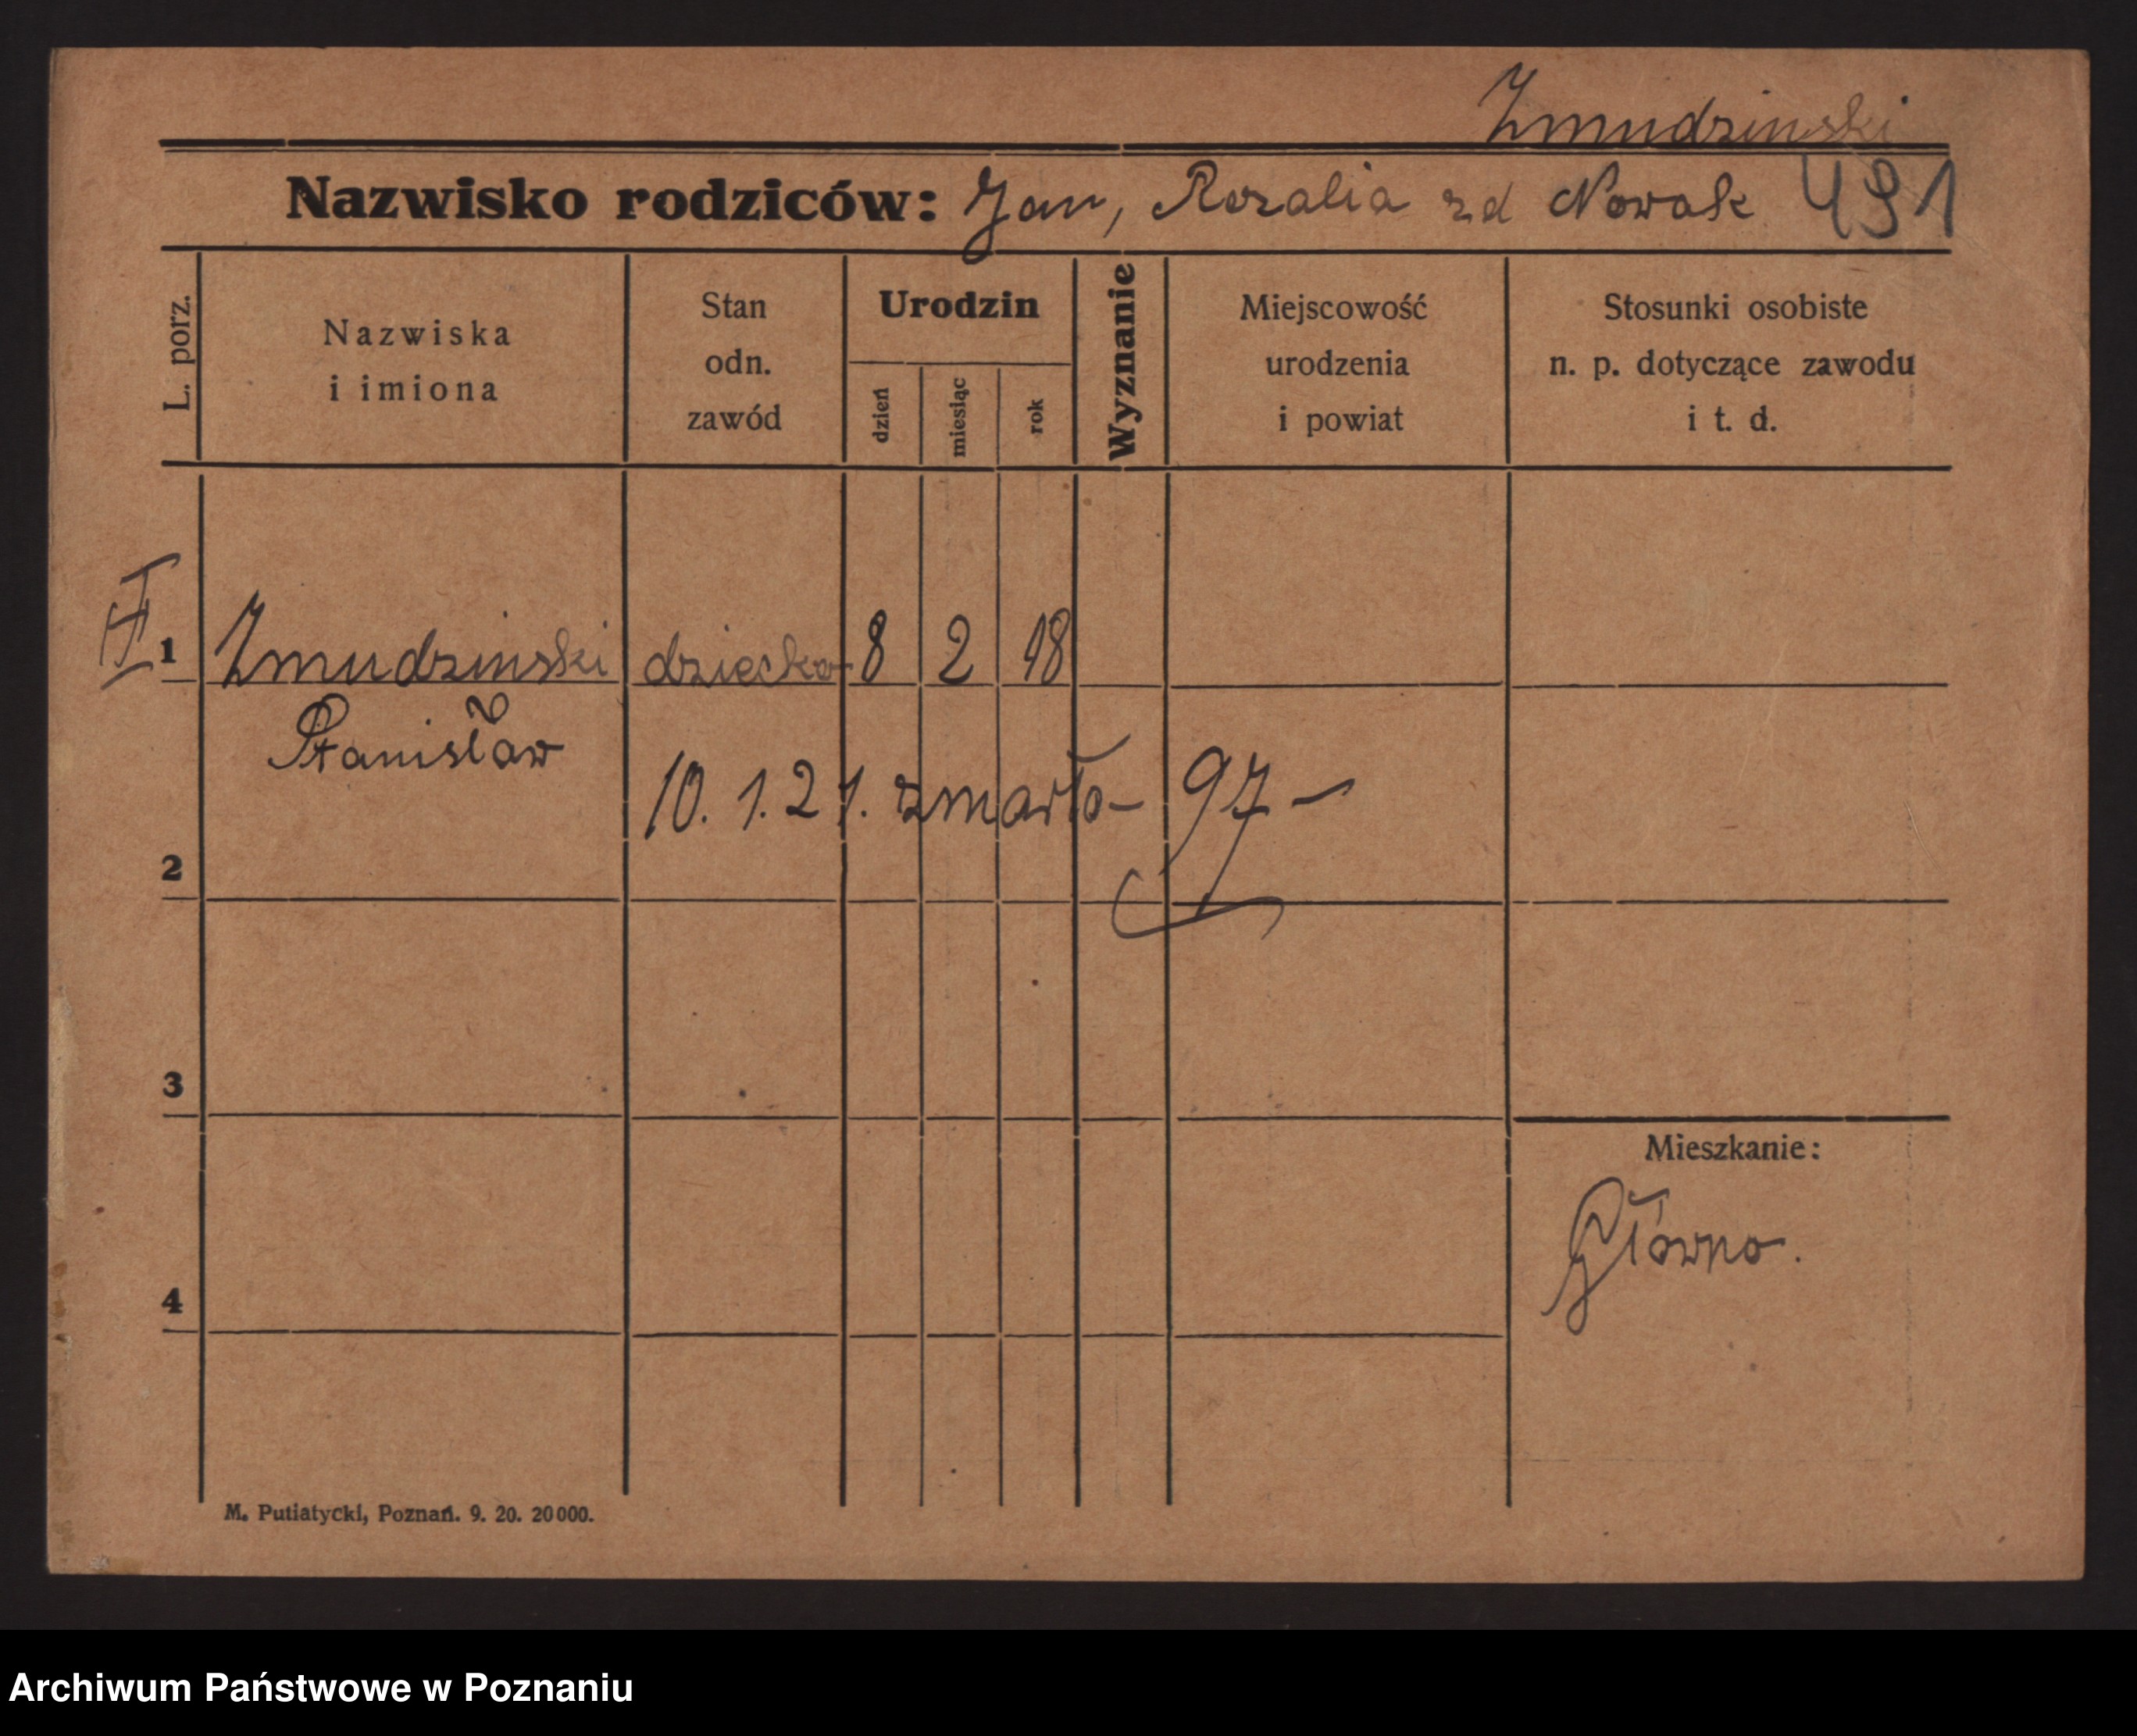 Zmudzinski
Nazwisko rodziców: Jan, Rozalia zd Nowak 491
L. porz.
Nazwiska
i imiona
Stan
odn.
zawód
Urodzin
dzień
miesiąc
rok
Wyznanie
Miejscowość
urodzenia
i powiat
Stosunki osobiste
n. p. dotyczące zawodu
i t. d.
1 Zmudzinski dziecko 8 2 18
Stanisław
10. 1. 21. zmarło - 97 -
2
3
Mieszkanie:
Główno.
4
M. Putiatycki, Poznań. 9. 20. 20000.
Archiwum Państwowe w Poznaniu